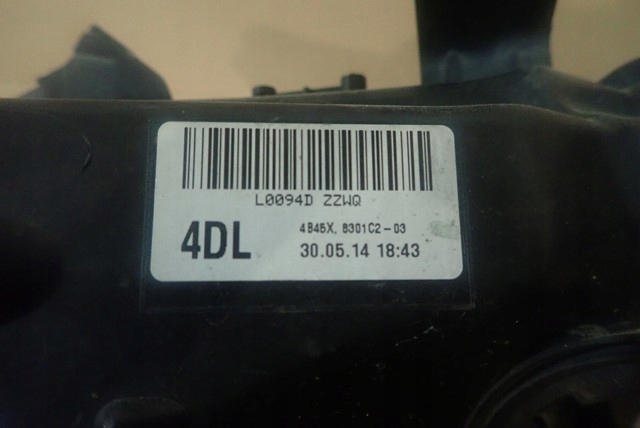 L0094D ZZWQ
4DL
4B45X, 8301C2-03
30.05.14 18:43